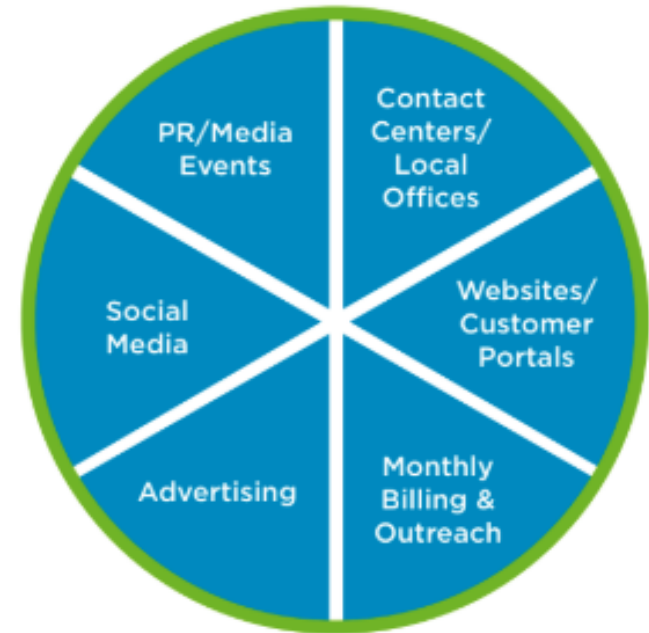 PR/Media
Events
Contact
Centers/
Local
Offices
Social
Media
Websites/
Customer
Portals
Advertising
Monthly
Billing &
Outreach